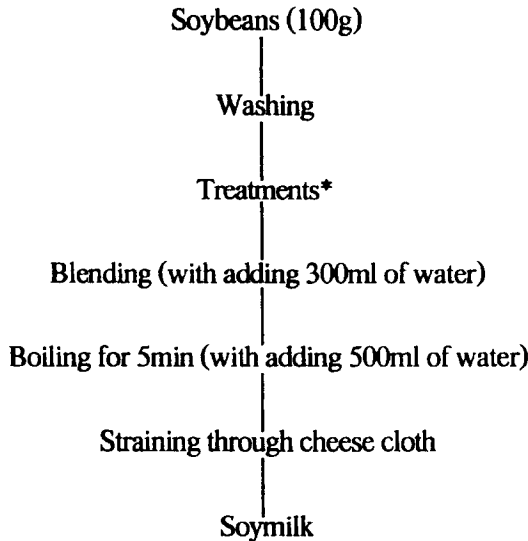 Soybeans (100g)
Washing
Treatments*
Blending (with adding 300ml of water)
Boiling for 5min (with adding 500ml of water)
Straining through cheese cloth
Soymilk